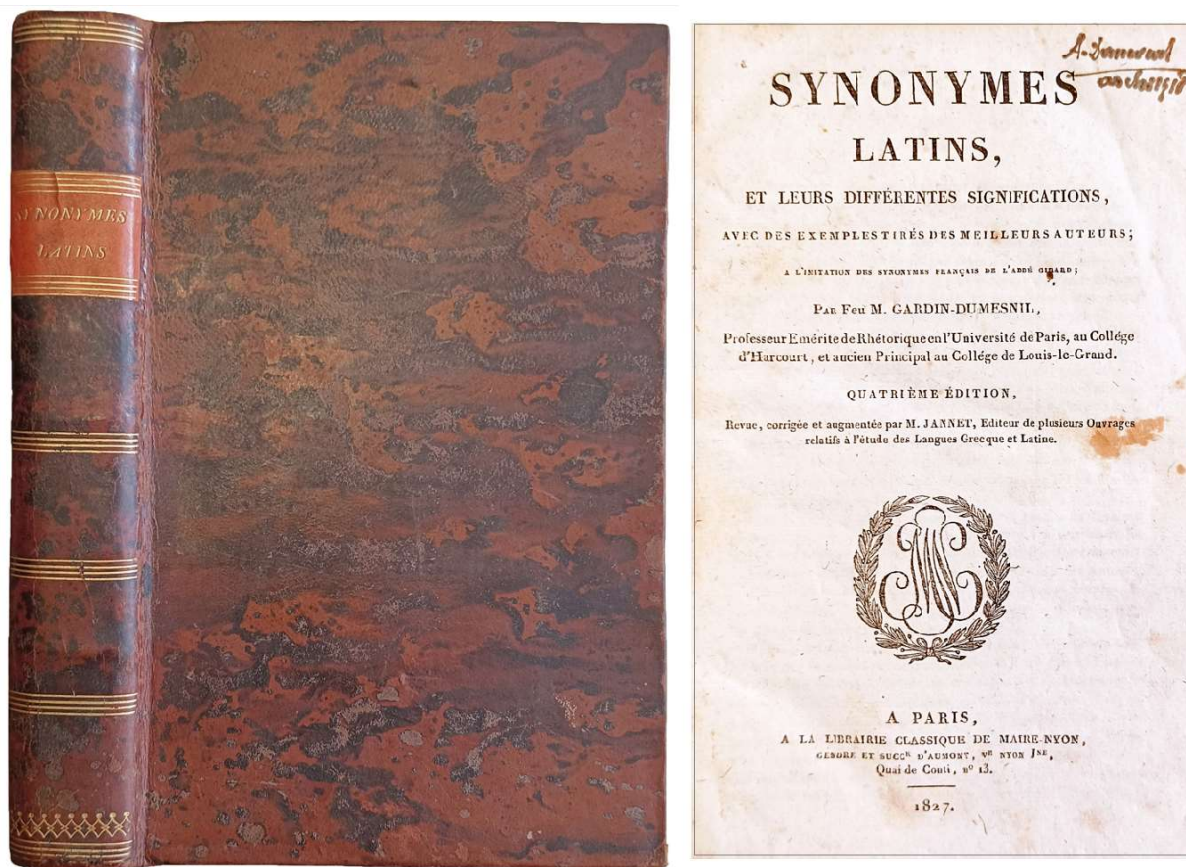 SYNONYMES
LATINS
SYNONYMES
LATINS,
ET LEURS DIFFÉRENTES SIGNIFICATIONS,
AVEC DES EXEMPLES TIRÉS DES MEILLEURS AUTEURS;
A L'IMITATION DES SYNONYMES FRANÇAIS DE L'ABBÉ GIRARD;
PAR FEU M. GARDIN-DUMESNIL,
Professeur Emérite de Rhétorique en l'Université de Paris, au Collége
d'Harcourt, et ancien Principal au Collége de Louis-le-Grand.
QUATRIÈME ÉDITION,
Revue, corrigée et augmentée par M. JANNET, Editeur de plusieurs Ouvrages
relatifs à l'étude des Langues Grecque et Latine.
A PARIS,
A LA LIBRAIRIE CLASSIQUE DE MAIRE-NYON,
GENDRE ET SUCCR D'AUMONT, VE NYON JNE,
Quai de Conti, nº 13.
1827.